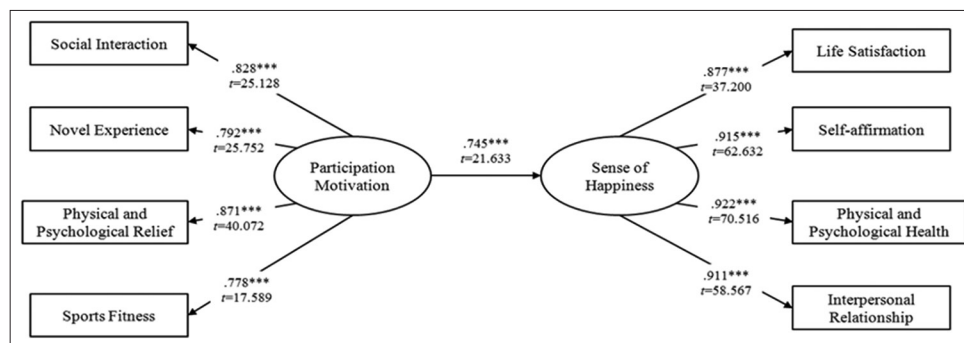 Social Interaction
.828***
t=25.128
Novel Experience
.792***
t=25.752
Physical and
Psychological Relief
.871***
t=40.072
Sports Fitness
.778***
t=17.589
Participation
Motivation
.745***
t=21.633
Sense of
Happiness
.877***
t=37.200
Life Satisfaction
.915***
t=62.632
Self-affirmation
.922***
t=70.516
Physical and
Psychological Health
.911***
t=58.567
Interpersonal
Relationship